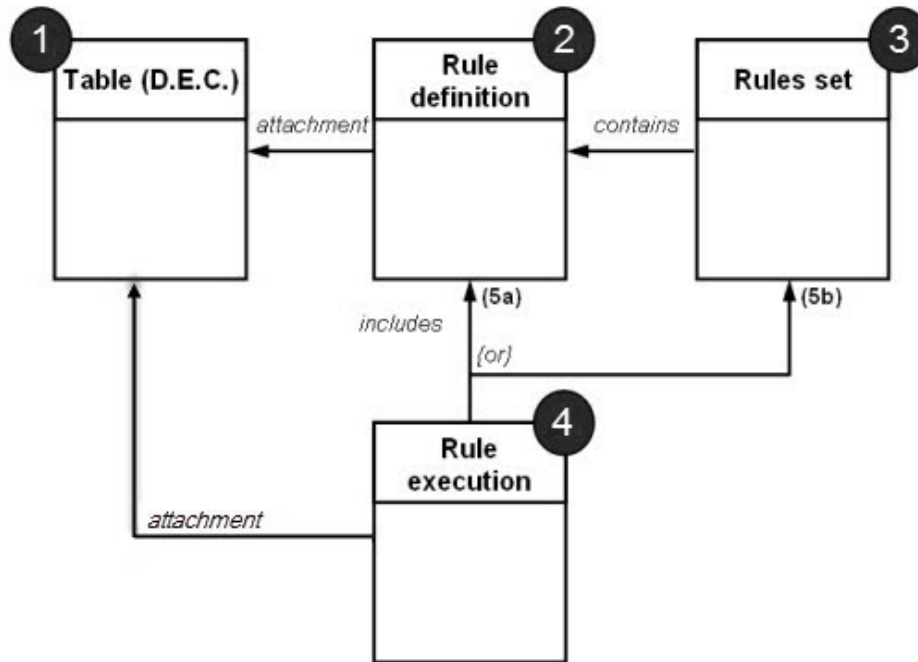 1
Table (D.E.C.)
2
Rule
definition
3
Rules set
attachment
contains
(5a)
(5b)
includes
{or}
4
Rule
execution
attachment